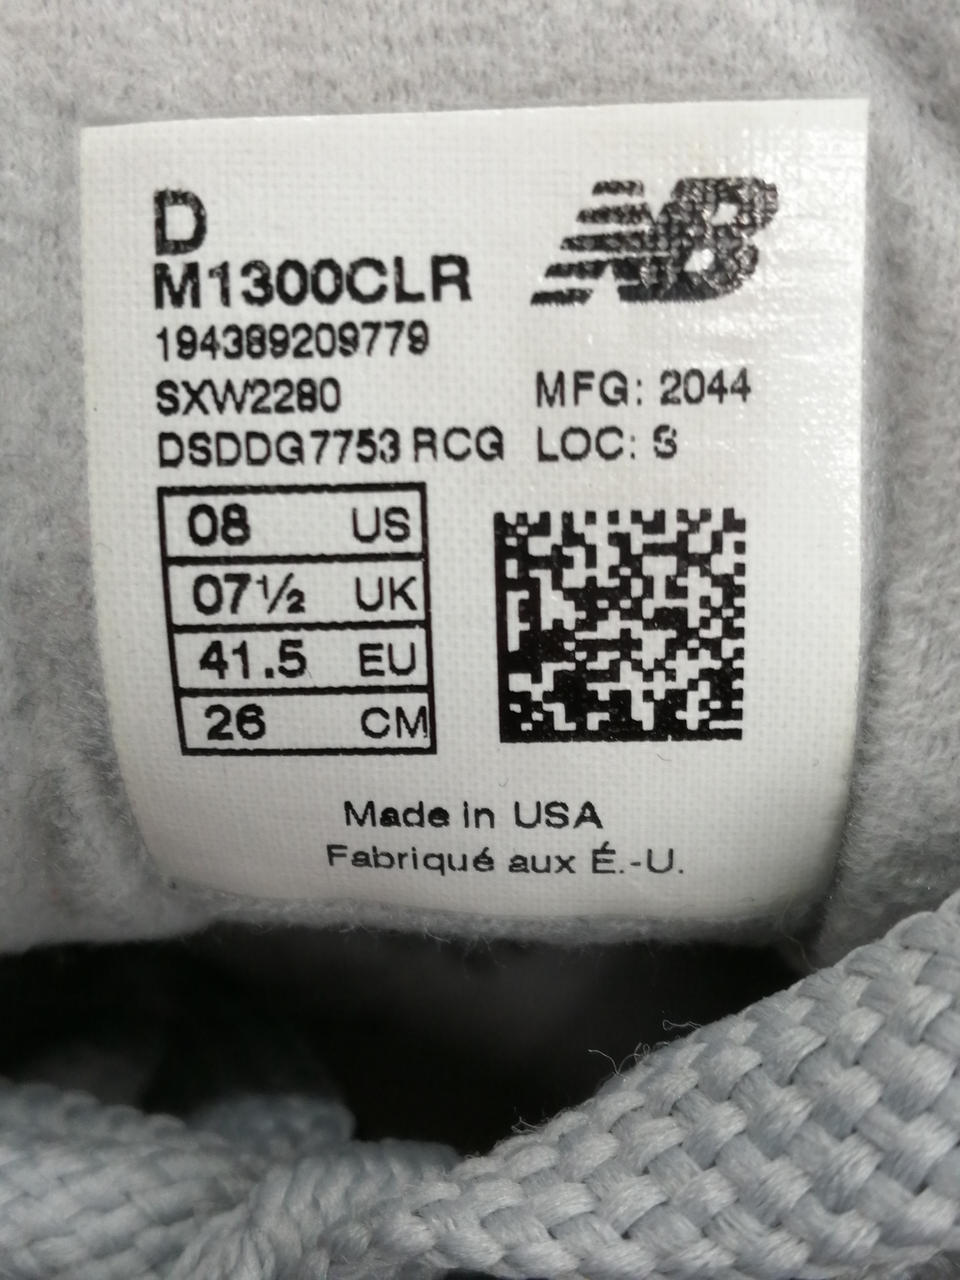 D
NB
M1300CLR
194389209779
SXW2280 MFG: 2044
DSDDG7753 RCG LOC: S
08 US
07½ UK
41.5 EU
26 CM
Made in USA
Fabriqué aux É.-U.